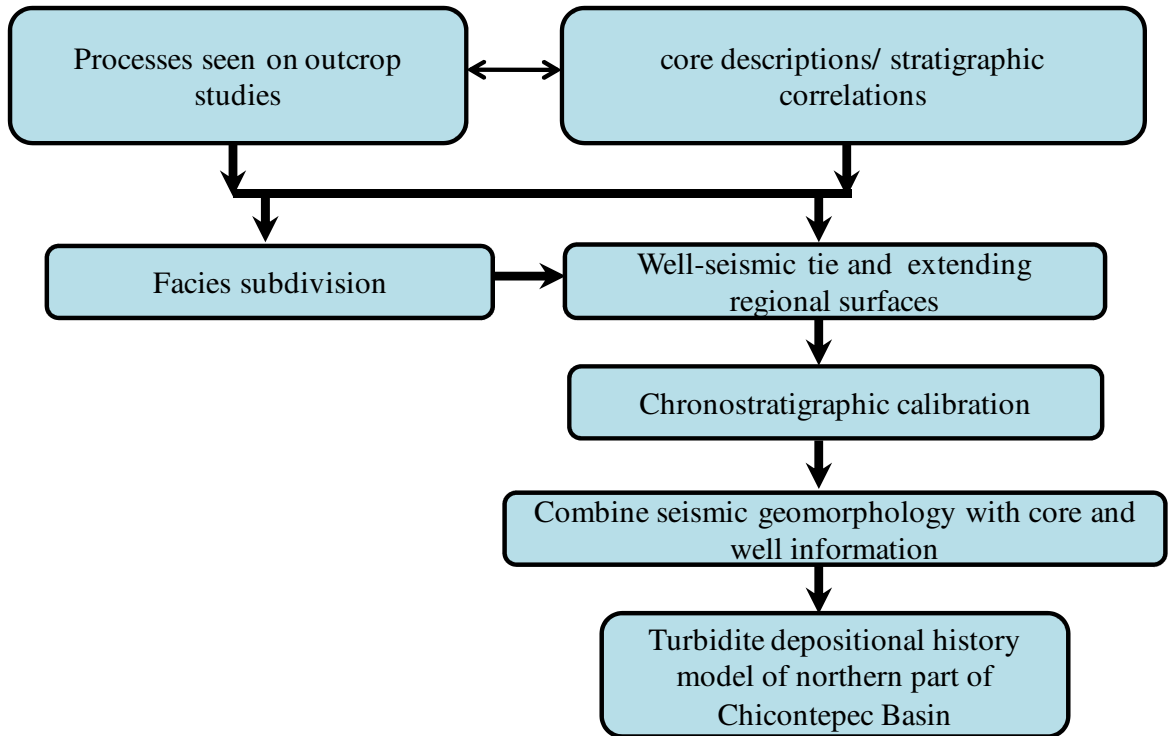 Processes seen on outcrop
studies
core descriptions/ stratigraphic
correlations
Facies subdivision
Well-seismic tie and extending
regional surfaces
Chronostratigraphic calibration
Combine seismic geomorphology with core and
well information
Turbidite depositional history
model of northern part of
Chicontepec Basin